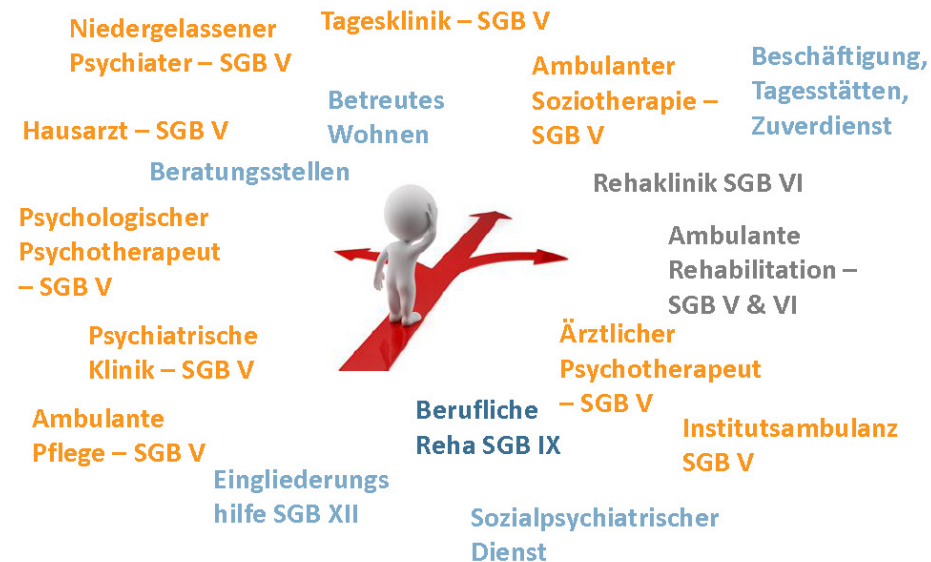 Niedergelassener
Psychiater – SGB V
Tagesklinik – SGB V
Ambulanter
Soziotherapie –
SGB V
Beschäftigung,
Tagesstätten,
Zuverdienst
Betreutes
Wohnen
Hausarzt – SGB V
Beratungsstellen
Rehaklinik SGB VI
Psychologischer
Psychotherapeut
– SGB V
Ambulante
Rehabilitation –
SGB V & VI
Psychiatrische
Klinik – SGB V
Ärztlicher
Psychotherapeut
– SGB V
Ambulante
Pflege – SGB V
Berufliche
Reha SGB IX
Institutsambulanz
SGB V
Eingliederungs
hilfe SGB XII
Sozialpsychiatrischer
Dienst